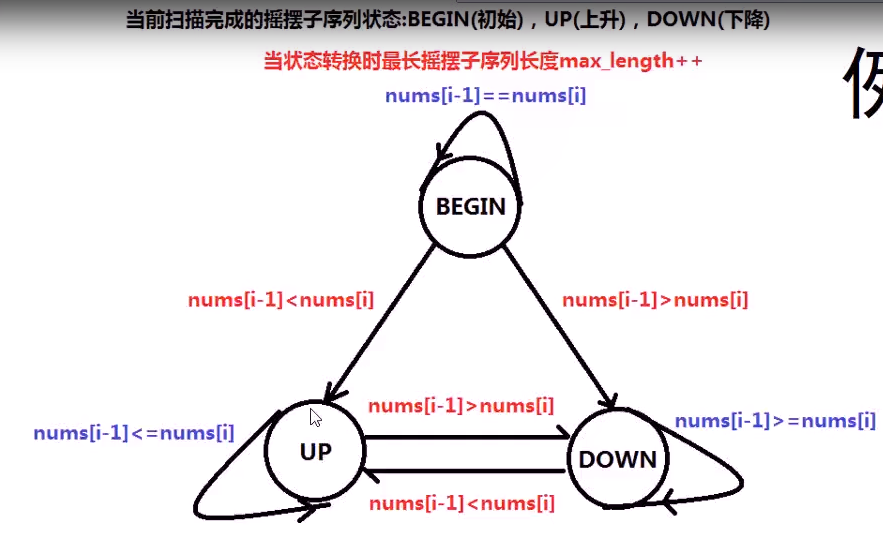 当前扫描完成的摇摆子序列状态:BEGIN(初始)，UP(上升)，DOWN(下降)
当状态转换时最长摇摆子序列长度max_length++
nums[i-1]==nums[i]
BEGIN
nums[i-1]<nums[i]
nums[i-1]>nums[i]
nums[i-1]>nums[i]
nums[i-1]<=nums[i]
nums[i-1]>=nums[i]
UP
DOWN
nums[i-1]<nums[i]